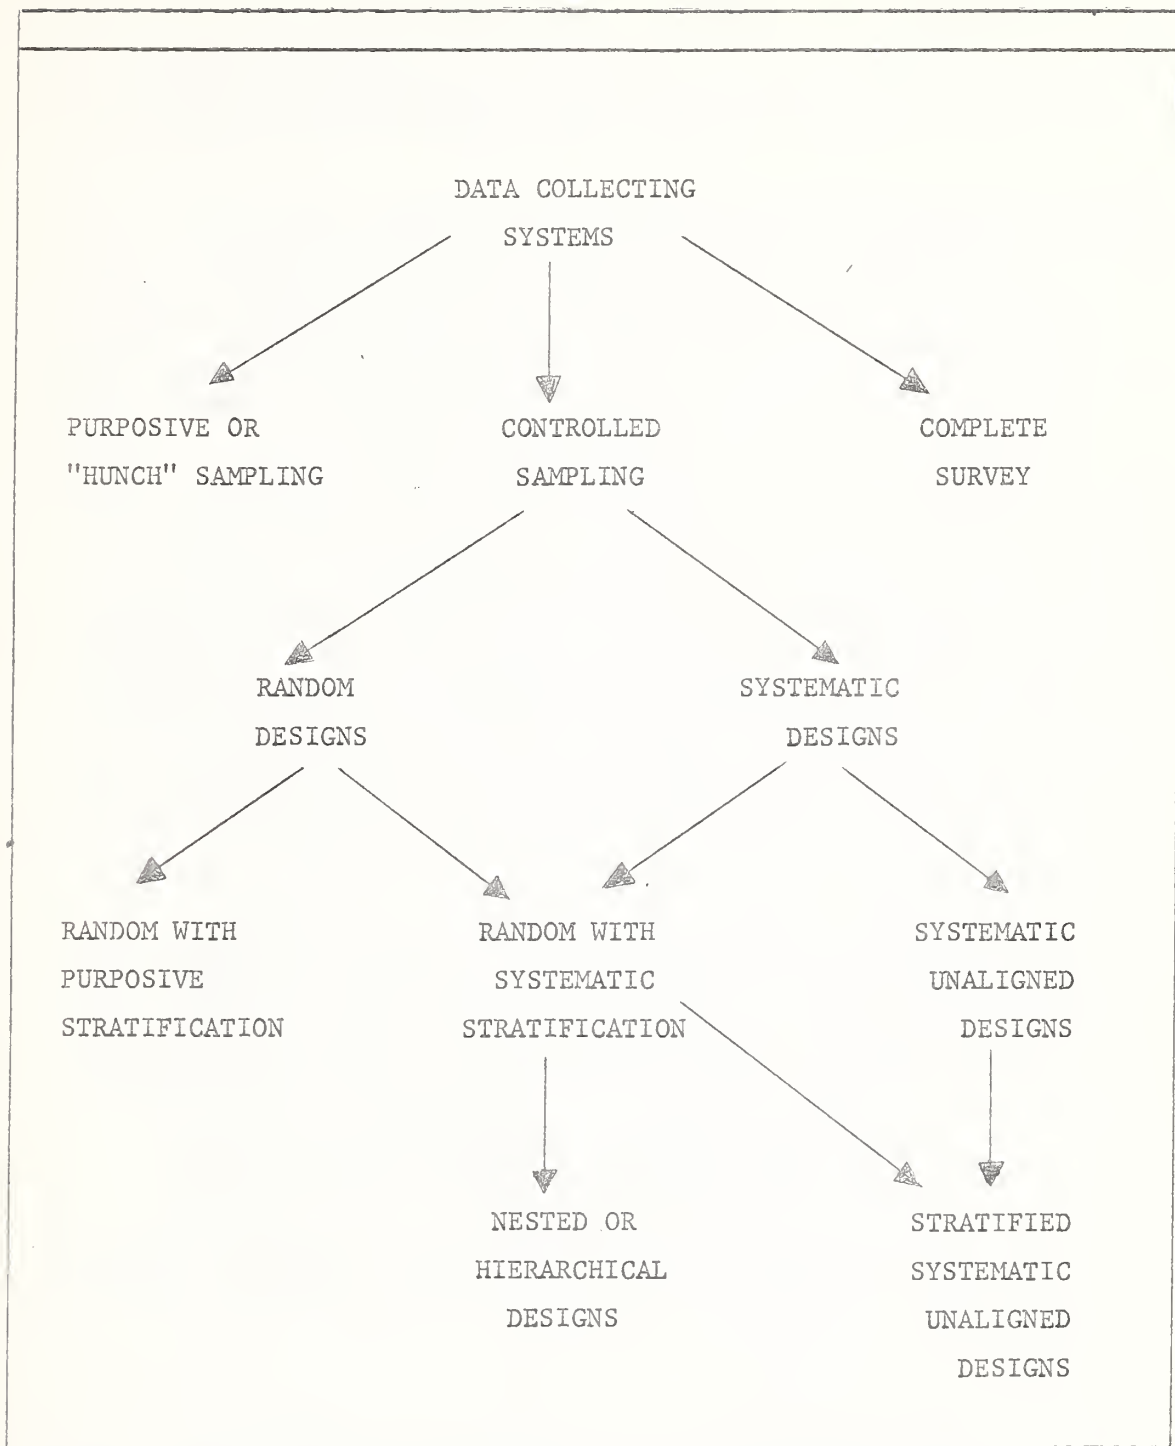 DATA COLLECTING
SYSTEMS
PURPOSIVE OR
"HUNCH" SAMPLING
CONTROLLED
SAMPLING
COMPLETE
SURVEY
RANDOM
DESIGNS
SYSTEMATIC
DESIGNS
RANDOM WITH
PURPOSIVE
STRATIFICATION
RANDOM WITH
SYSTEMATIC
STRATIFICATION
SYSTEMATIC
UNALIGNED
DESIGNS
NESTED OR
HIERARCHICAL
DESIGNS
STRATIFIED
SYSTEMATIC
UNALIGNED
DESIGNS